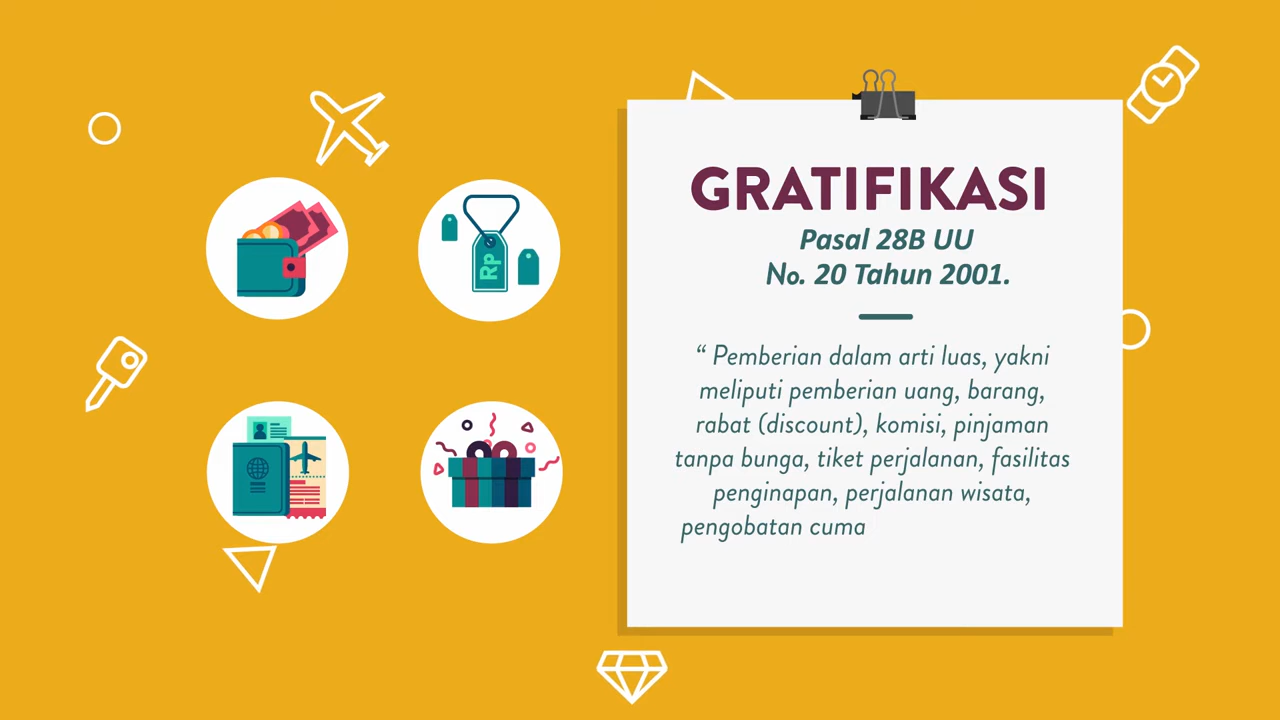 GRATIFIKASI
Pasal 28B UU
No. 20 Tahun 2001.
“ Pemberian dalam arti luas, yakni
meliputi pemberian uang, barang,
rabat (discount), komisi, pinjaman
tanpa bunga, tiket perjalanan, fasilitas
penginapan, perjalanan wisata,
pengobatan cuma
Rp